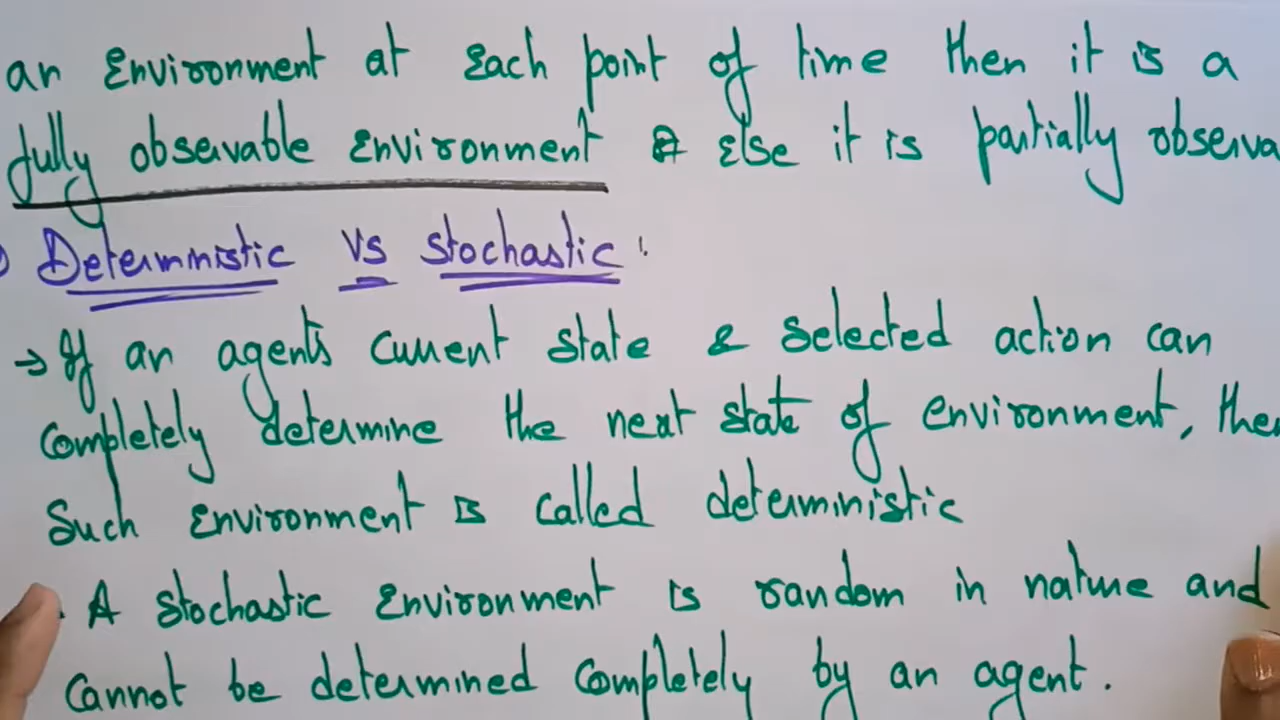 an Environment at Each point of time then it is a
fully observable Environment & Else it is partially observa
Deterministic Vs Stochastic :
→ If an agent's current state & selected action can
completely determine the next state of environment, the
Such Environment is called deterministic
. A Stochastic Environment is random in nature and
cannot be determined completely by an agent.